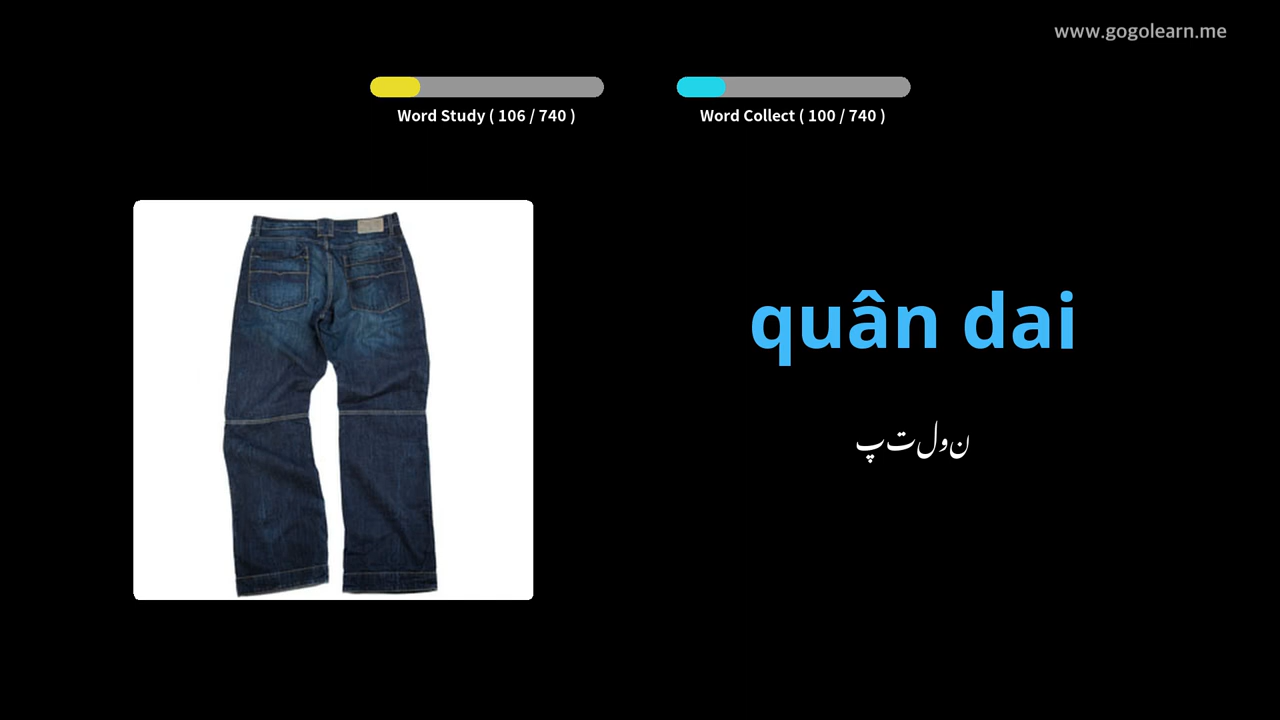 www.gogolearn.me
Word Study ( 106 / 740 )
Word Collect ( 100 / 740 )
quân dai
پتلون